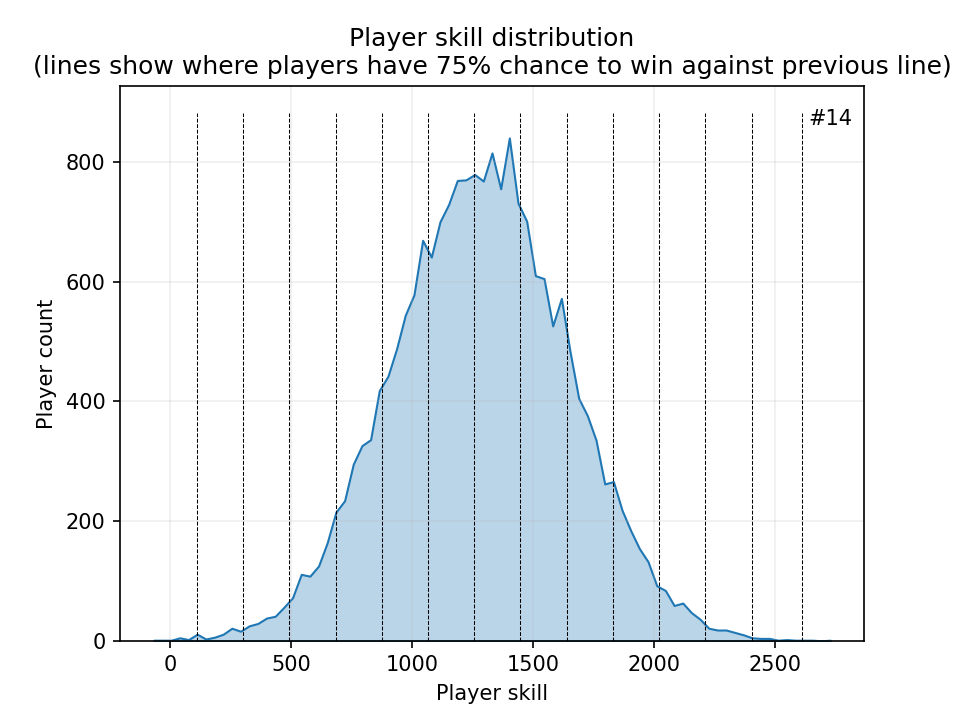 Player skill distribution
(lines show where players have 75% chance to win against previous line)
#14
800
600
400
200
0
Player count
0 500 1000 1500 2000 2500
Player skill